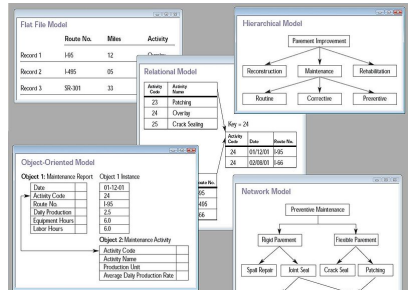 Flat File Model
Route No. Miles Activity
Record 1 I-95 12 Overlay
Record 2 I-495 05
Record 3 SR-301 33
Hierarchical Model
Pavement Improvement
Reconstruction Maintenance Rehabilitation
Routine Corrective Preventive
Relational Model
Activity Code Activity Name
23 Patching
24 Overlay
25 Crack Sealing
Key = 24
Activity Code Date Route No.
24 01/12/01 I-95
24 02/08/01 I-66
Route No.
I-95
I-495
I-66
Object-Oriented Model
Object 1: Maintenance Report Object 1 Instance
Date 01-12-01
Activity Code 24
Route No. I-95
Daily Production 2.5
Equipment Hours 6.0
Labor Hours 6.0
Object 2: Maintenance Activity
Activity Code
Activity Name
Production Unit
Average Daily Production Rate
Network Model
Preventive Maintenance
Rigid Pavement Flexible Pavement
Spall Repair Joint Seal Crack Seal Patching